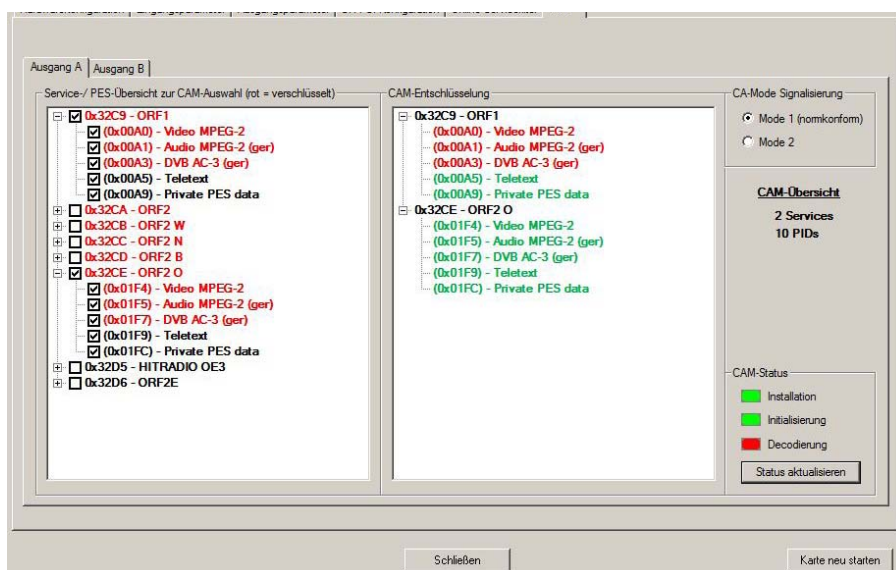 Ausgang A
Ausgang B
Service-/ PES-Übersicht zur CAM-Auswahl (rot = verschlüsselt)
0x32C9 - ORF1
(0x00A0) - Video MPEG-2
(0x00A1) - Audio MPEG-2 (ger)
(0x00A3) - DVB AC-3 (ger)
(0x00A5) - Teletext
(0x00A9) - Private PES data
0x32CA - ORF2
0x32CB - ORF2 W
0x32CC - ORF2 N
0x32CD - ORF2 B
0x32CE - ORF2 O
(0x01F4) - Video MPEG-2
(0x01F5) - Audio MPEG-2 (ger)
(0x01F7) - DVB AC-3 (ger)
(0x01F9) - Teletext
(0x01FC) - Private PES data
0x32D5 - HITRADIO OE3
0x32D6 - ORF2E
CAM-Entschlüsselung
0x32C9 - ORF1
(0x00A0) - Video MPEG-2
(0x00A1) - Audio MPEG-2 (ger)
(0x00A3) - DVB AC-3 (ger)
(0x00A5) - Teletext
(0x00A9) - Private PES data
0x32CE - ORF2 O
(0x01F4) - Video MPEG-2
(0x01F5) - Audio MPEG-2 (ger)
(0x01F7) - DVB AC-3 (ger)
(0x01F9) - Teletext
(0x01FC) - Private PES data
CA-Mode Signalisierung
Mode 1 (nomkonform)
Mode 2
CAM-Übersicht
2 Services
10 PIDs
CAM-Status
Installation
Initialisierung
Decodierung
Status aktualisieren
Schließen
Karte neu starten